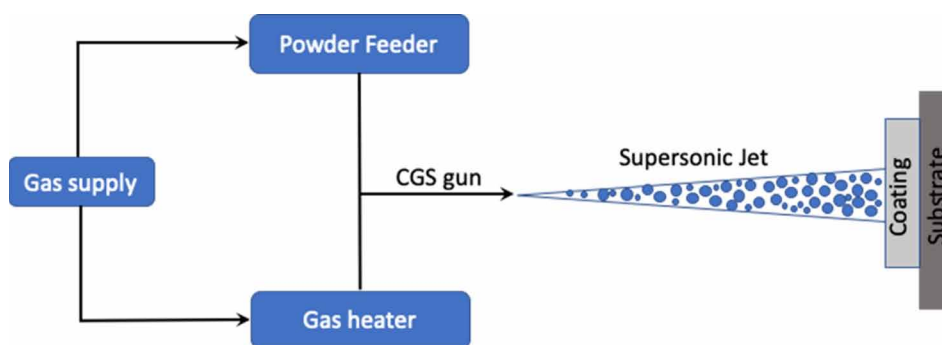 Powder Feeder
Gas supply
CGS gun
Supersonic Jet
Coating
Substrate
Gas heater